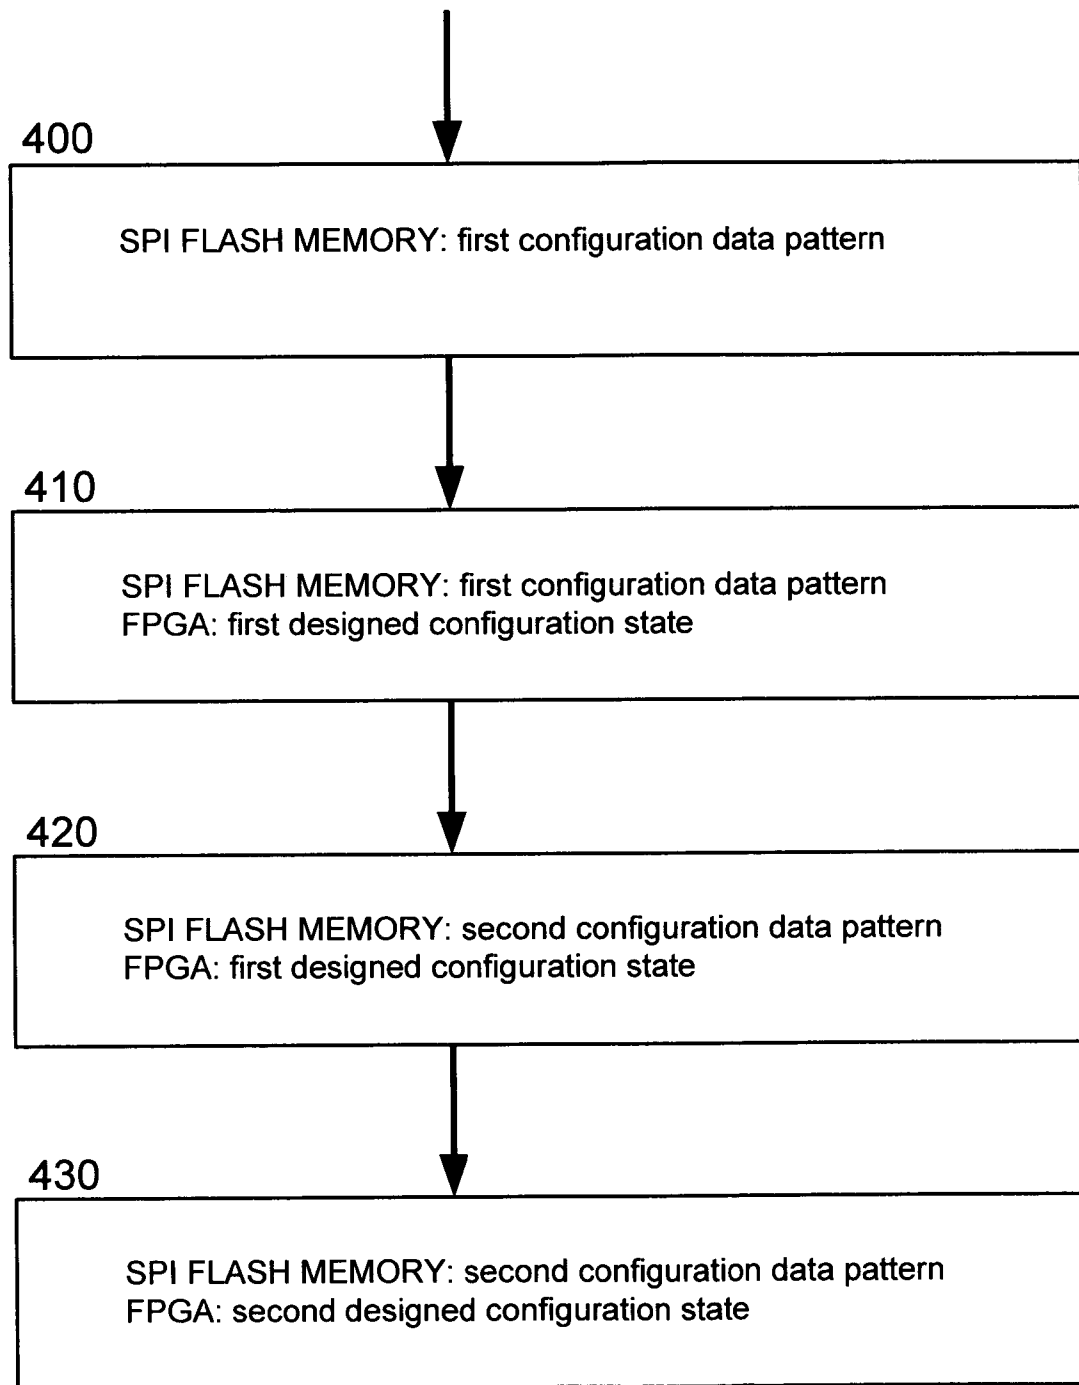 400
SPI FLASH MEMORY: first configuration data pattern
410
SPI FLASH MEMORY: first configuration data pattern
FPGA: first designed configuration state
420
SPI FLASH MEMORY: second configuration data pattern
FPGA: first designed configuration state
430
SPI FLASH MEMORY: second configuration data pattern
FPGA: second designed configuration state